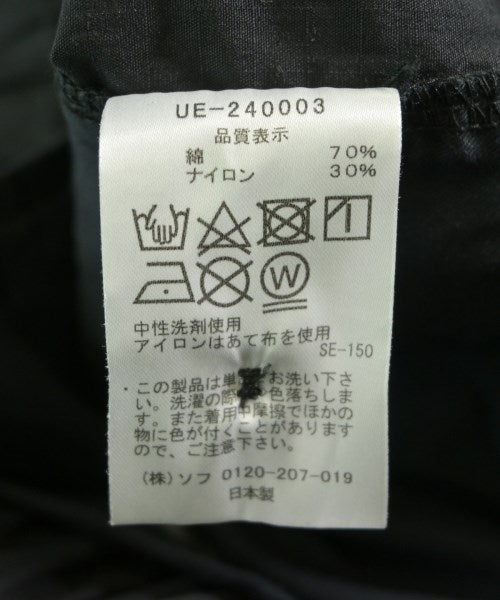 UE-240003
品質表示
綿 70%
ナイロン 30%
W
中性洗剤使用
アイロンはあて布を使用
SE-150
・この製品は単 お洗い下さ
い。洗濯の際 色落ちしま
す。また着用中摩擦でほかの
物に色が付くことがあります
ので、ご注意下さい。
(株)ソフ 0120-207-019
日本製